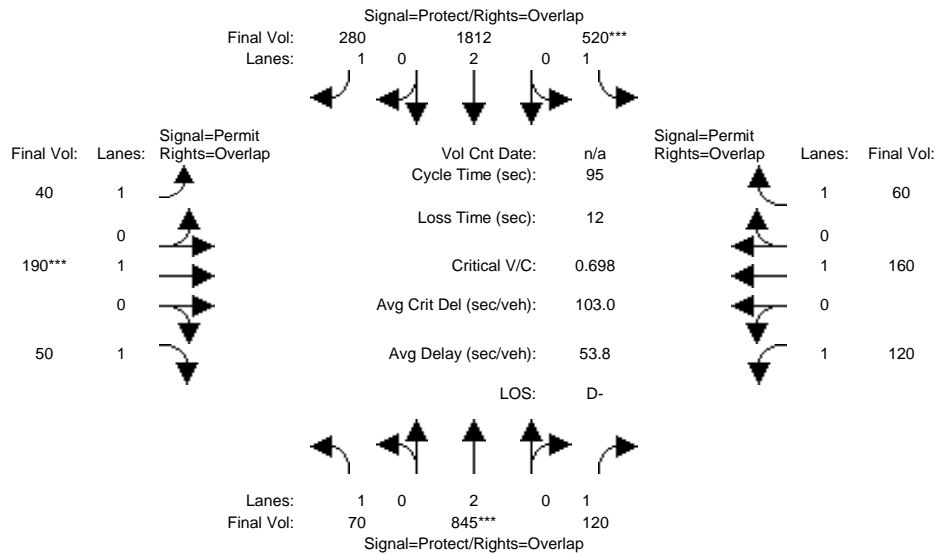 Signal=Protect/Rights=Overlap
Final Vol: 280 1812 520***
Lanes: 1 0 2 0 1
Signal=Permit
Final Vol: Lanes: Rights=Overlap
Vol Cnt Date: n/a
Signal=Permit
Rights=Overlap Lanes: Final Vol:
Cycle Time (sec): 95
40 1
1 60
Loss Time (sec): 12
0
0
190*** 1
Critical V/C: 0.698
1 160
0
Avg Crit Del (sec/veh): 103.0
0
50 1
Avg Delay (sec/veh): 53.8
1 120
LOS: D-
Lanes: 1 0 2 0 1
Final Vol: 70 845*** 120
Signal=Protect/Rights=Overlap